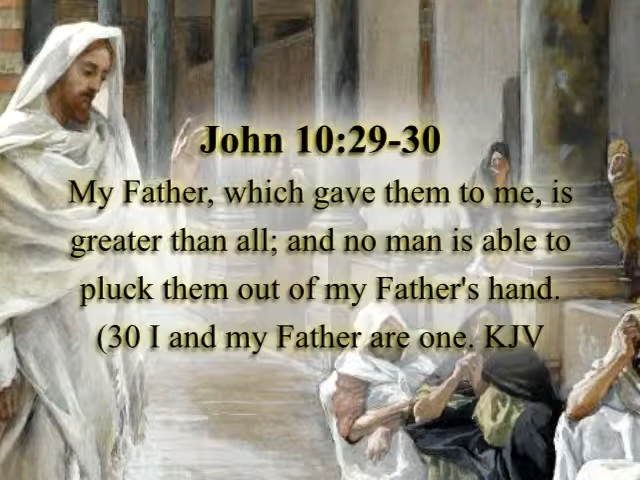 John 10:29-30
My Father, which gave them to me, is
greater than all; and no man is able to
pluck them out of my Father's hand.
(30 I and my Father are one. KJV